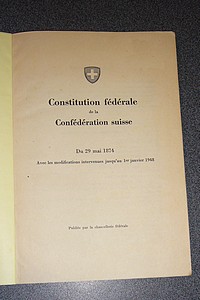 Constitution fédérale
de la
Confédération suisse
Du 29 mai 1874
Avec les modifications intervenues jusqu'au 1er janvier 1948
Publiée par la chancellerie fédérale